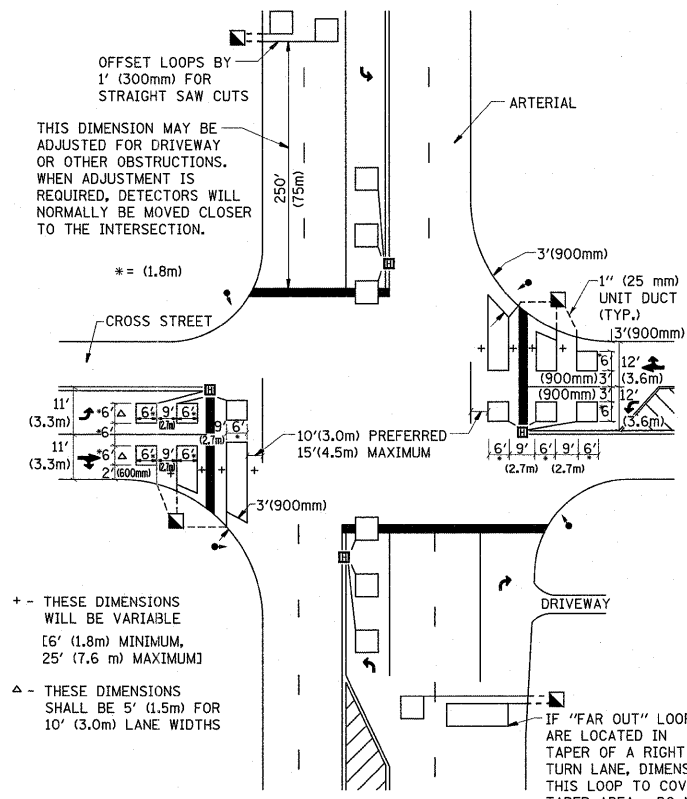 OFFSET LOOPS BY
1' (300mm) FOR
STRAIGHT SAW CUTS
ARTERIAL
THIS DIMENSION MAY BE
ADJUSTED FOR DRIVEWAY
OR OTHER OBSTRUCTIONS.
WHEN ADJUSTMENT IS
REQUIRED, DETECTORS WILL
NORMALLY BE MOVED CLOSER
TO THE INTERSECTION.
250'
(75m)
* = (1.8m)
H
3'(900mm)
1" (25 mm)
UNIT DUCT
(TYP.)
CROSS STREET
3'(900mm)
*6'
12'
(3.6m)
(900mm) 3'
(900mm) 3'
12'
(3.6m)
*6'
H
6' 9' 6' 9' 6'
* * *
(2.7m) (2.7m)
H
11'
(3.3m)
*6' △ 6' 9' 6'
(2.7m)
9' 6'
(2.7m) *
11'
(3.3m)
*6' △ 6' 9' 6'
(2.7m)
2' (600mm)
10'(3.0m) PREFERRED
15'(4.5m) MAXIMUM
3'(900mm)
H
+ - THESE DIMENSIONS
WILL BE VARIABLE
[6' (1.8m) MINIMUM,
25' (7.6 m) MAXIMUM]
△ - THESE DIMENSIONS
SHALL BE 5' (1.5m) FOR
10' (3.0m) LANE WIDTHS
DRIVEWAY
IF "FAR OUT" LOOP
ARE LOCATED IN
TAPER OF A RIGHT
TURN LANE, DIMENS
THIS LOOP TO COV